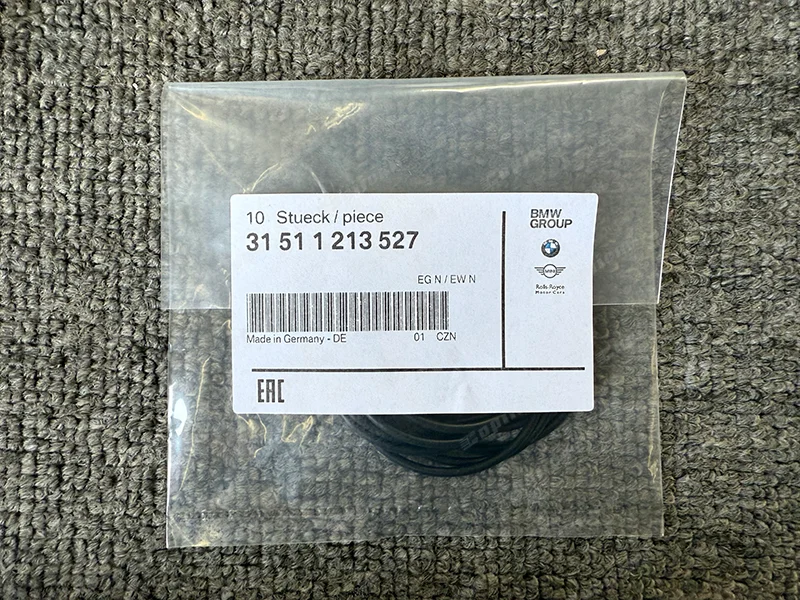 10 Stueck / piece
31 51 1 213 527
EG N / EW N
Made in Germany - DE 01 CZN
EAC
BMW
GROUP
MINI
Rolls-Royce
Motor Cars